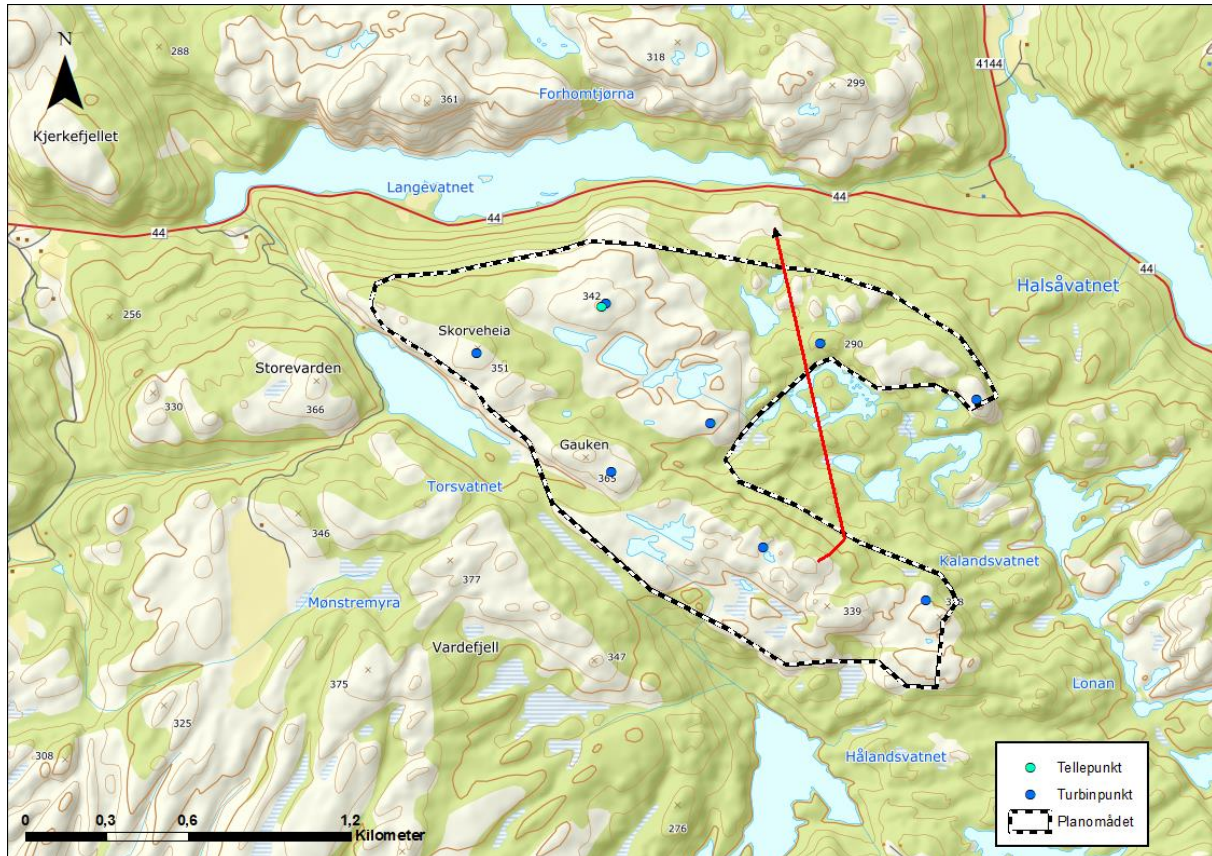 N
288
318
4144
361
Forhomtjørna
299
Kjerkefjellet
Langevatnet
44
44
44
44
Halsåvatnet
342
256
Skorveheia
290
351
Storevarden
330
366
Gauken
365
Torsvatnet
346
377
Kalandsvatnet
Mønstremyra
339
Vardefjell
347
375
Lonan
325
308
Hålandsvatnet
276
0 0,3 0,6 1,2
Kilometer
Tellepunkt
Turbinpunkt
Planområdet